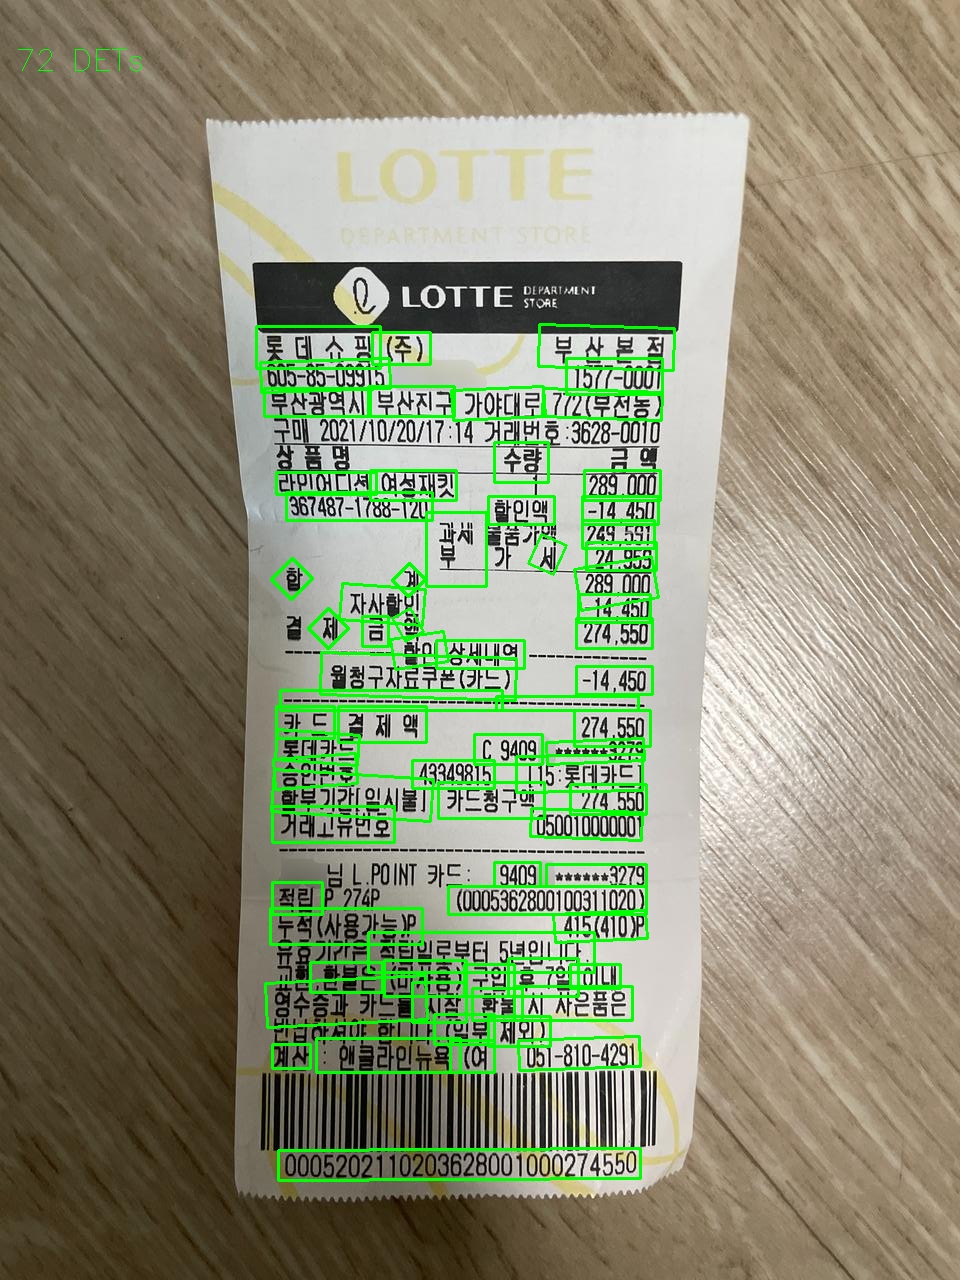 72 DETs
LOTTE
DEPARTMENT STORE
LOTTE DEPARTMENT STORE
롯데쇼핑(주) 부산본점
605-85-09915 1577-0001
부산광역시 부산진구 가야대로 772(부전동)
구매 2021/10/20/17:14 거래번호:3628-0010
상품명 수량 금액
라인어디션 여성재킷 1 289,000
367487-1788-120 할인액 -14,450
과세 물품가액 249,591
부가세 24,959
합계 289,000
자사할인 -14,450
결제금액 274,550
할인 상세내역
월청구자료쿠폰(카드) -14,450
카드 결제액 274,550
롯데카드 C 9409 ******3279
승인번호 43349815 [15:롯데카드]
할부기간[일시불] 카드청구액 274,550
거래고유번호 05001000001
님 L.POINT 카드: 9409 ******3279
적립 P 274P (0005362800100311020)
누적(사용가능)P 415(410)P
유효기간은 적립일로부터 5년입니다
교환,환불은 (미사용) 구입 후 7일 이내
영수증과 카드를 지참, 환불 시 사은품은
반납하셔야 합니다.(일부 제외)
계산 : 앤클라인뉴욕 (여 051-810-4291
00052021102036280010002745​50